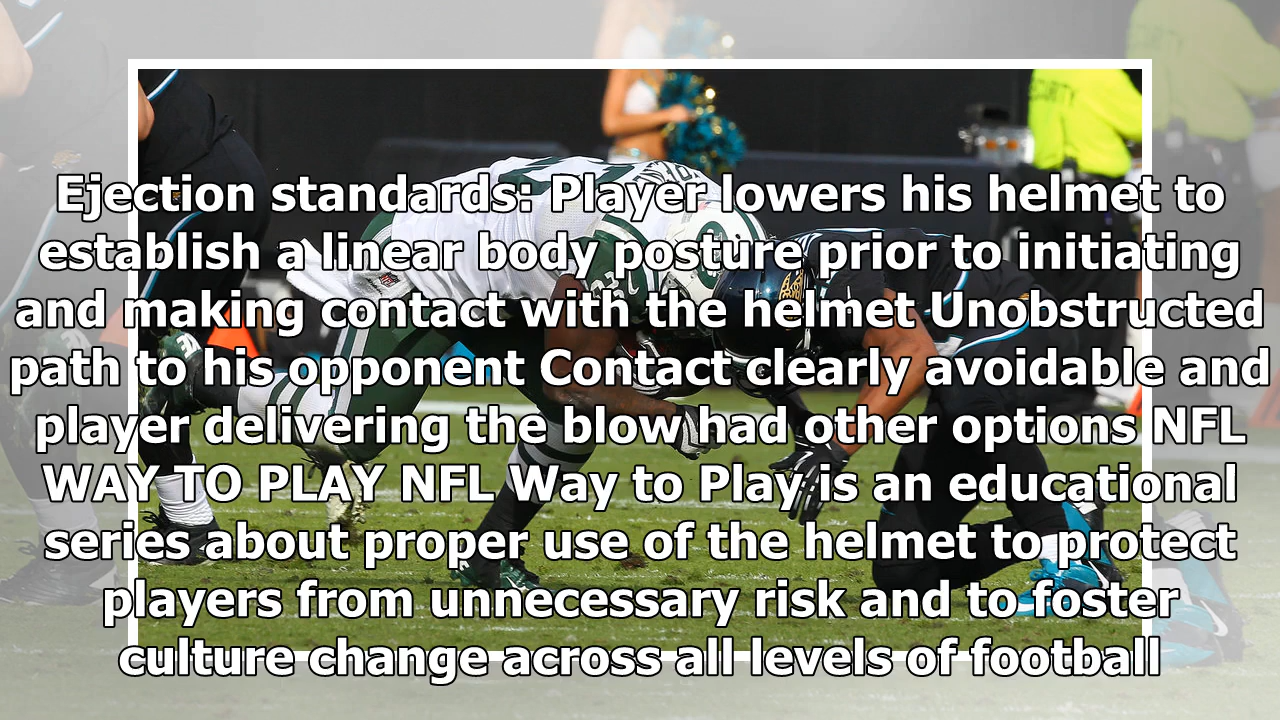 Ejection standards: Player lowers his helmet to
establish a linear body posture prior to initiating
and making contact with the helmet Unobstructed
path to his opponent Contact clearly avoidable and
player delivering the blow had other options NFL
WAY TO PLAY NFL Way to Play is an educational
series about proper use of the helmet to protect
players from unnecessary risk and to foster
culture change across all levels of football